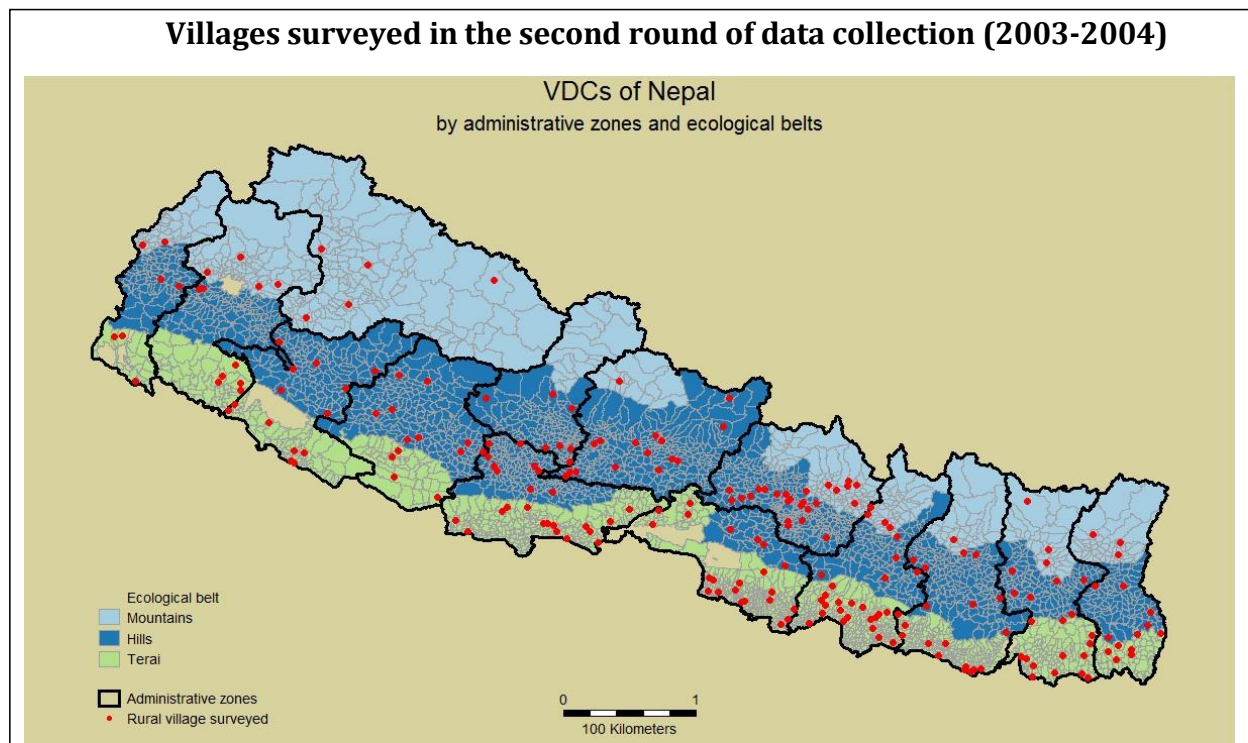 Villages surveyed in the second round of data collection (2003-2004)
VDCs of Nepal
by administrative zones and ecological belts
Ecological belt
Mountains
Hills
Terai
Administrative zones
Rural village surveyed
0 1
100 Kilometers